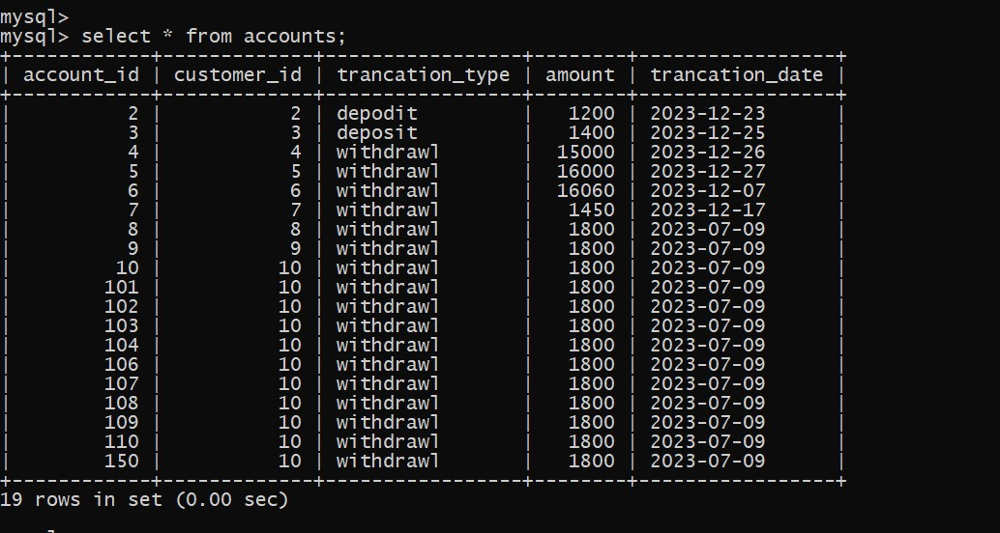 mysql>
mysql> select * from accounts;
+------------+-------------+-----------------+--------+-----------------+
| account_id | customer_id | trancation_type | amount | trancation_date |
+------------+-------------+-----------------+--------+-----------------+
|          2 |           2 | depodit         |   1200 | 2023-12-23      |
|          3 |           3 | deposit         |   1400 | 2023-12-25      |
|          4 |           4 | withdrawl       |  15000 | 2023-12-26      |
|          5 |           5 | withdrawl       |  16000 | 2023-12-27      |
|          6 |           6 | withdrawl       |  16060 | 2023-12-07      |
|          7 |           7 | withdrawl       |   1450 | 2023-12-17      |
|          8 |           8 | withdrawl       |   1800 | 2023-07-09      |
|          9 |           9 | withdrawl       |   1800 | 2023-07-09      |
|         10 |          10 | withdrawl       |   1800 | 2023-07-09      |
|        101 |          10 | withdrawl       |   1800 | 2023-07-09      |
|        102 |          10 | withdrawl       |   1800 | 2023-07-09      |
|        103 |          10 | withdrawl       |   1800 | 2023-07-09      |
|        104 |          10 | withdrawl       |   1800 | 2023-07-09      |
|        106 |          10 | withdrawl       |   1800 | 2023-07-09      |
|        107 |          10 | withdrawl       |   1800 | 2023-07-09      |
|        108 |          10 | withdrawl       |   1800 | 2023-07-09      |
|        109 |          10 | withdrawl       |   1800 | 2023-07-09      |
|        110 |          10 | withdrawl       |   1800 | 2023-07-09      |
|        150 |          10 | withdrawl       |   1800 | 2023-07-09      |
+------------+-------------+-----------------+--------+-----------------+
19 rows in set (0.00 sec)